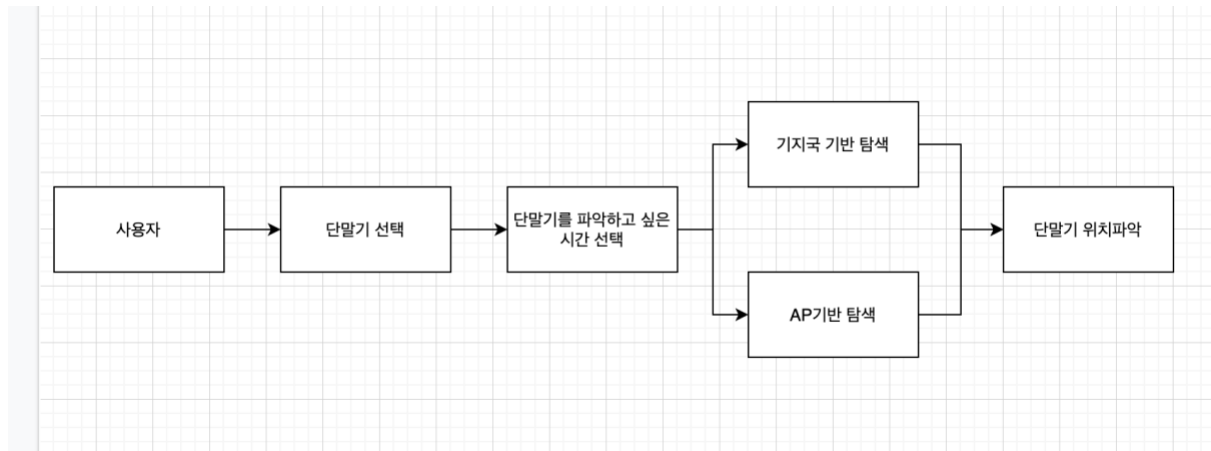 사용자
단말기 선택
단말기를 파악하고 싶은
시간 선택
기지국 기반 탐색
AP기반 탐색
단말기 위치파악